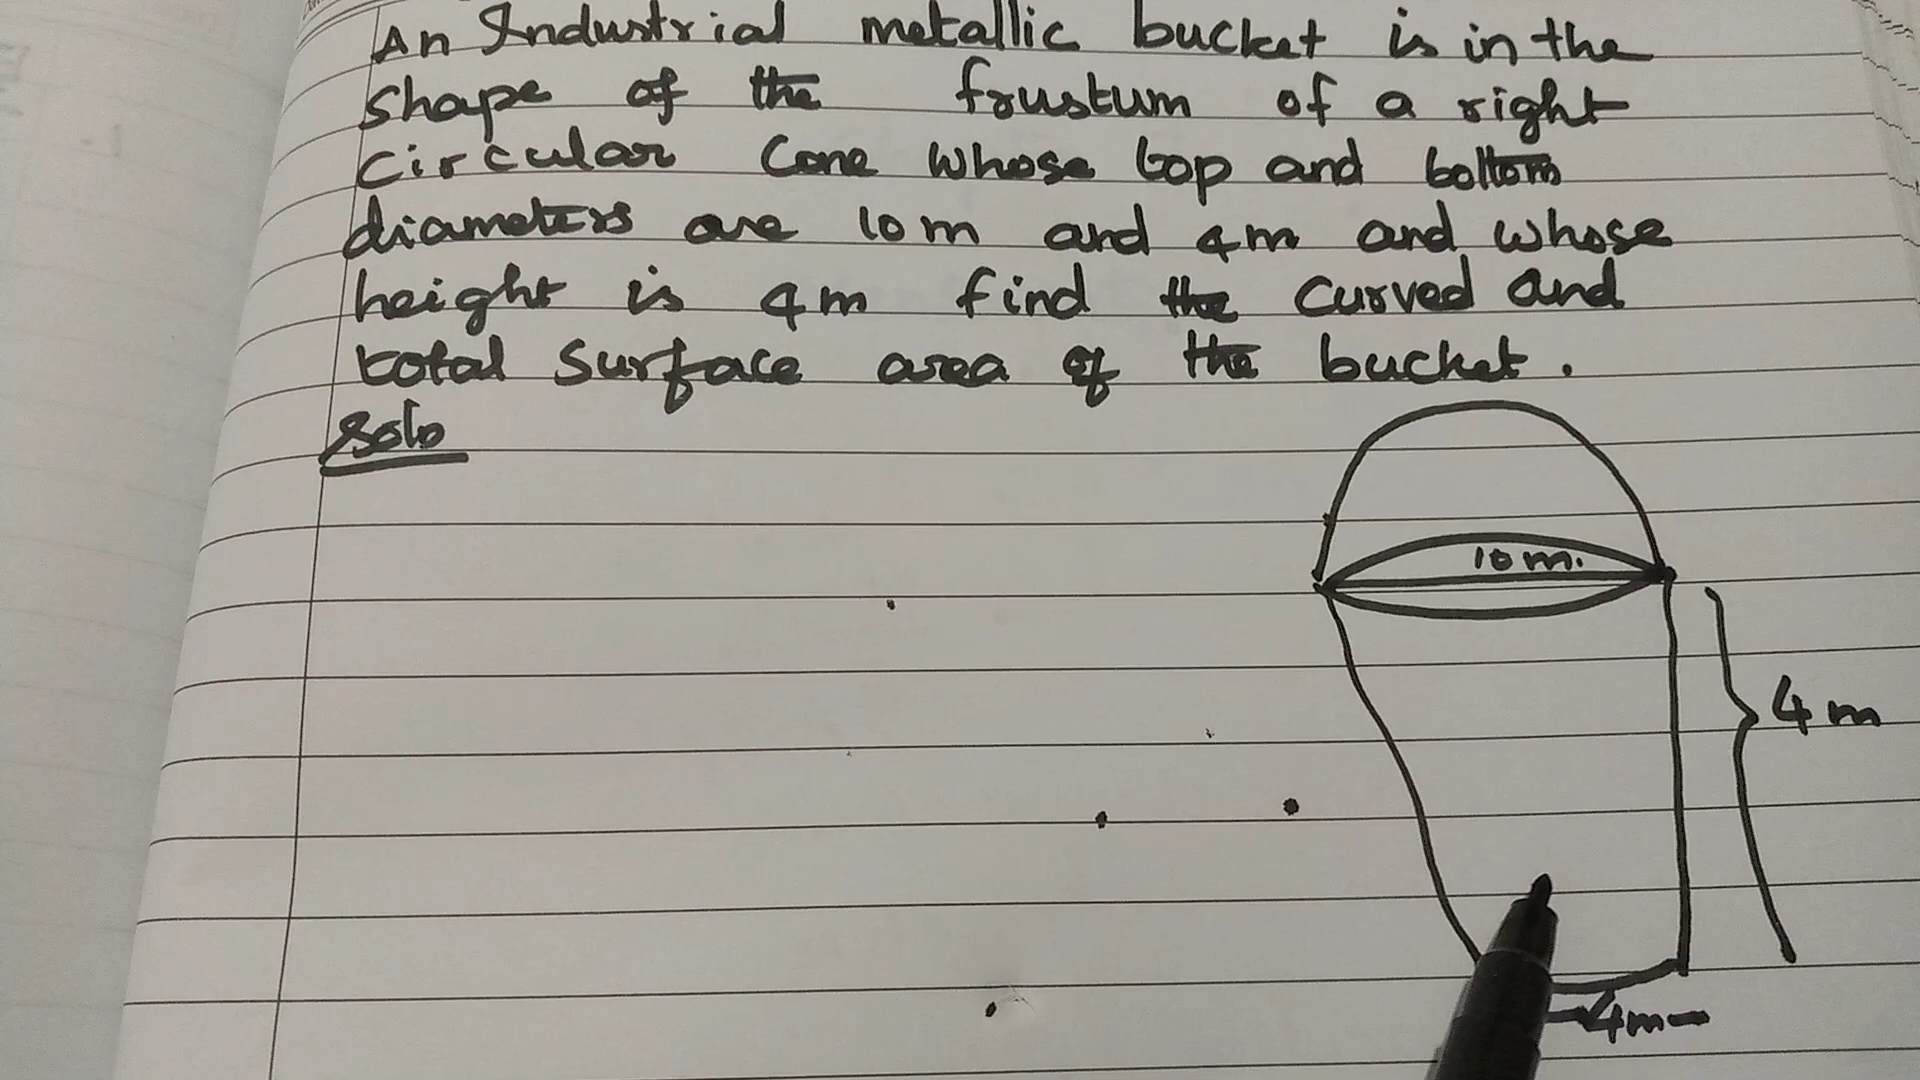 An Industrial metallic bucket is in the
shape of the frustum of a right
circular Cone whose top and bottom
diameters are 10m and 4m and whose
height is 4m find the curved and
total surface area of the bucket.
Soln
10m.
4m
4m